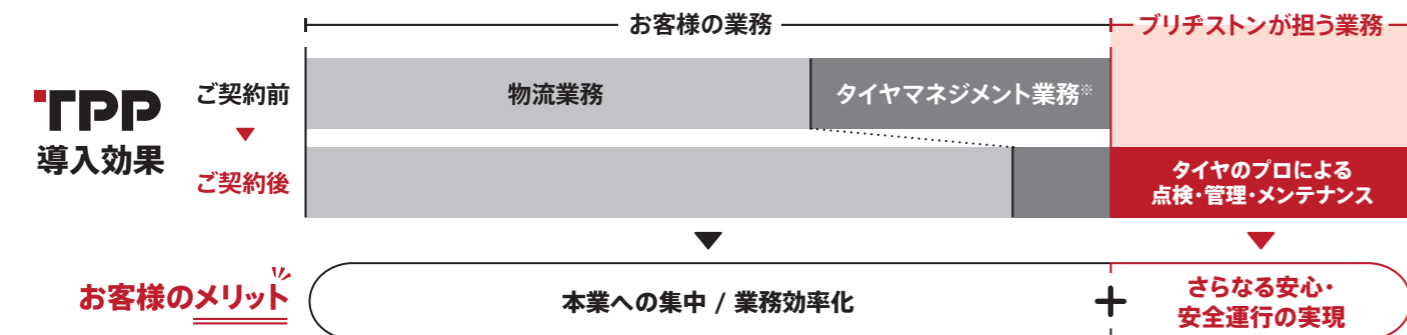 お客様の業務
ブリヂストンが担う業務
TPP
導入効果
ご契約前
物流業務
タイヤマネジメント業務※
ご契約後
タイヤのプロによる
点検・管理・メンテナンス
お客様のメリット
本業への集中 / 業務効率化
+
さらなる安心・
安全運行の実現